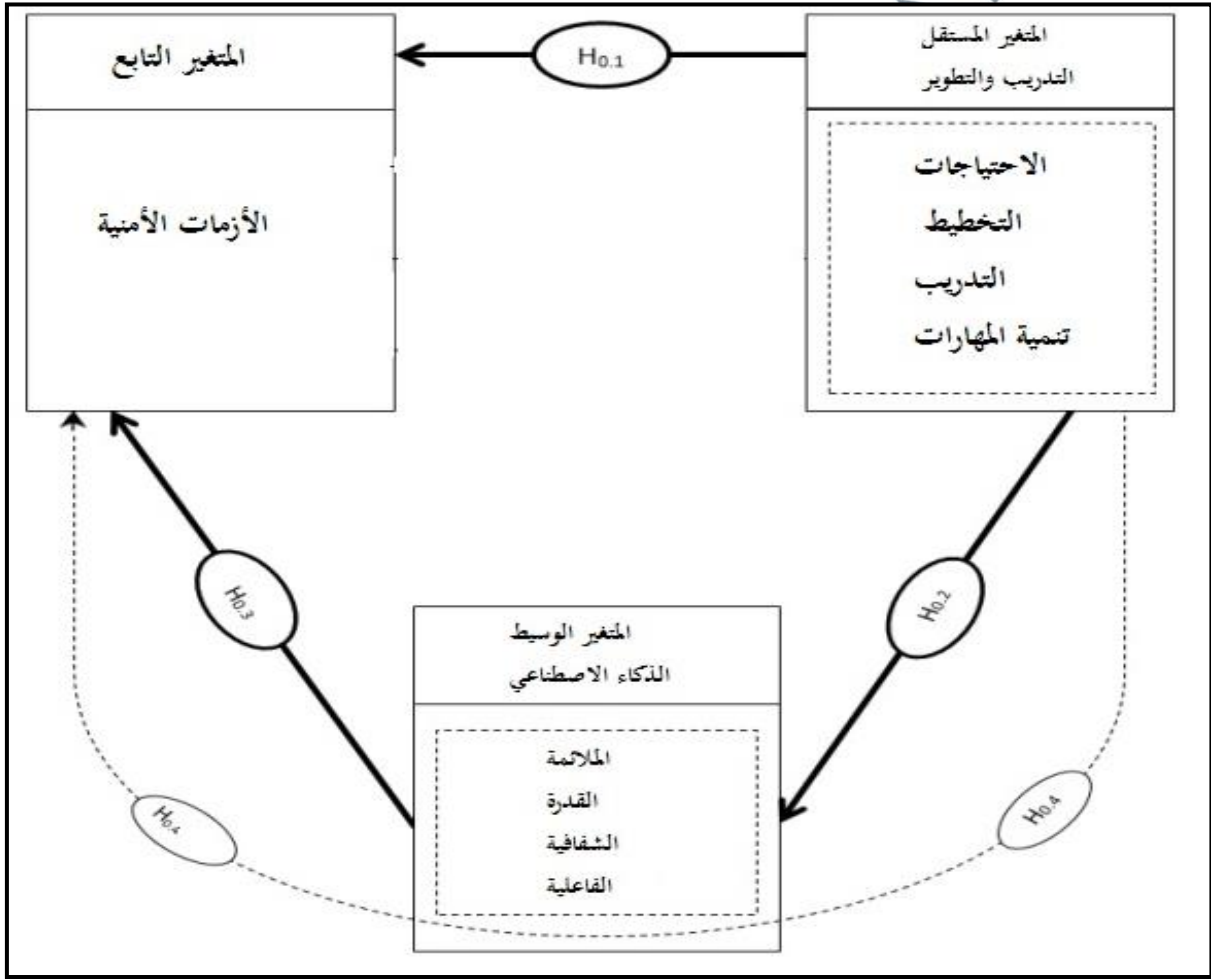 المتغير المستقل
التدريب والتطوير
الاحتياجات
التخطيط
التدريب
تنمية المهارات
H0.1
المتغير التابع
الأزمات الأمنية
H0.2
H0.3
المتغير الوسيط
الذكاء الاصطناعي
الملائمة
القدرة
الشفافية
الفاعلية
H0.4
H0.4